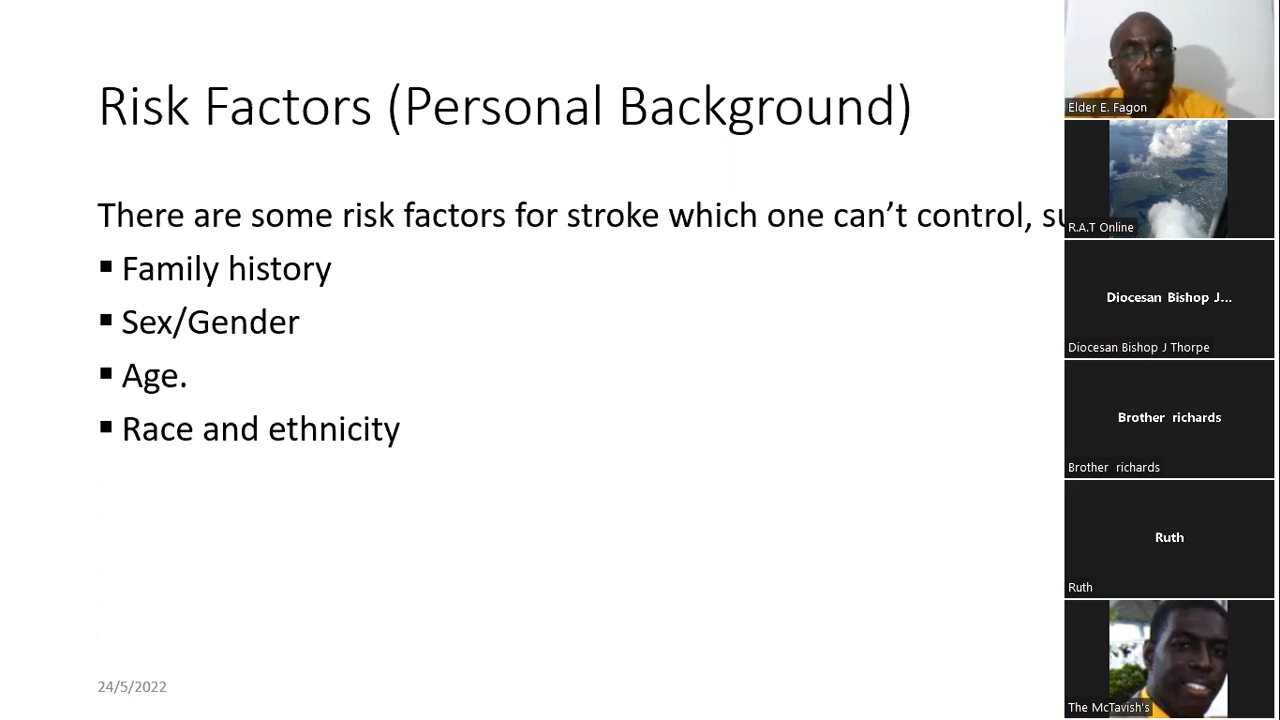 Risk Factors (Personal Background)
There are some risk factors for stroke which one can’t control,
▪ Family history
▪ Sex/Gender
▪ Age.
▪ Race and ethnicity
24/5/2022
Elder E. Fagon
R.A.T Online
Diocesan Bishop J...
Diocesan Bishop J Thorpe
Brother richards
Brother richards
Ruth
Ruth
The McTavish's